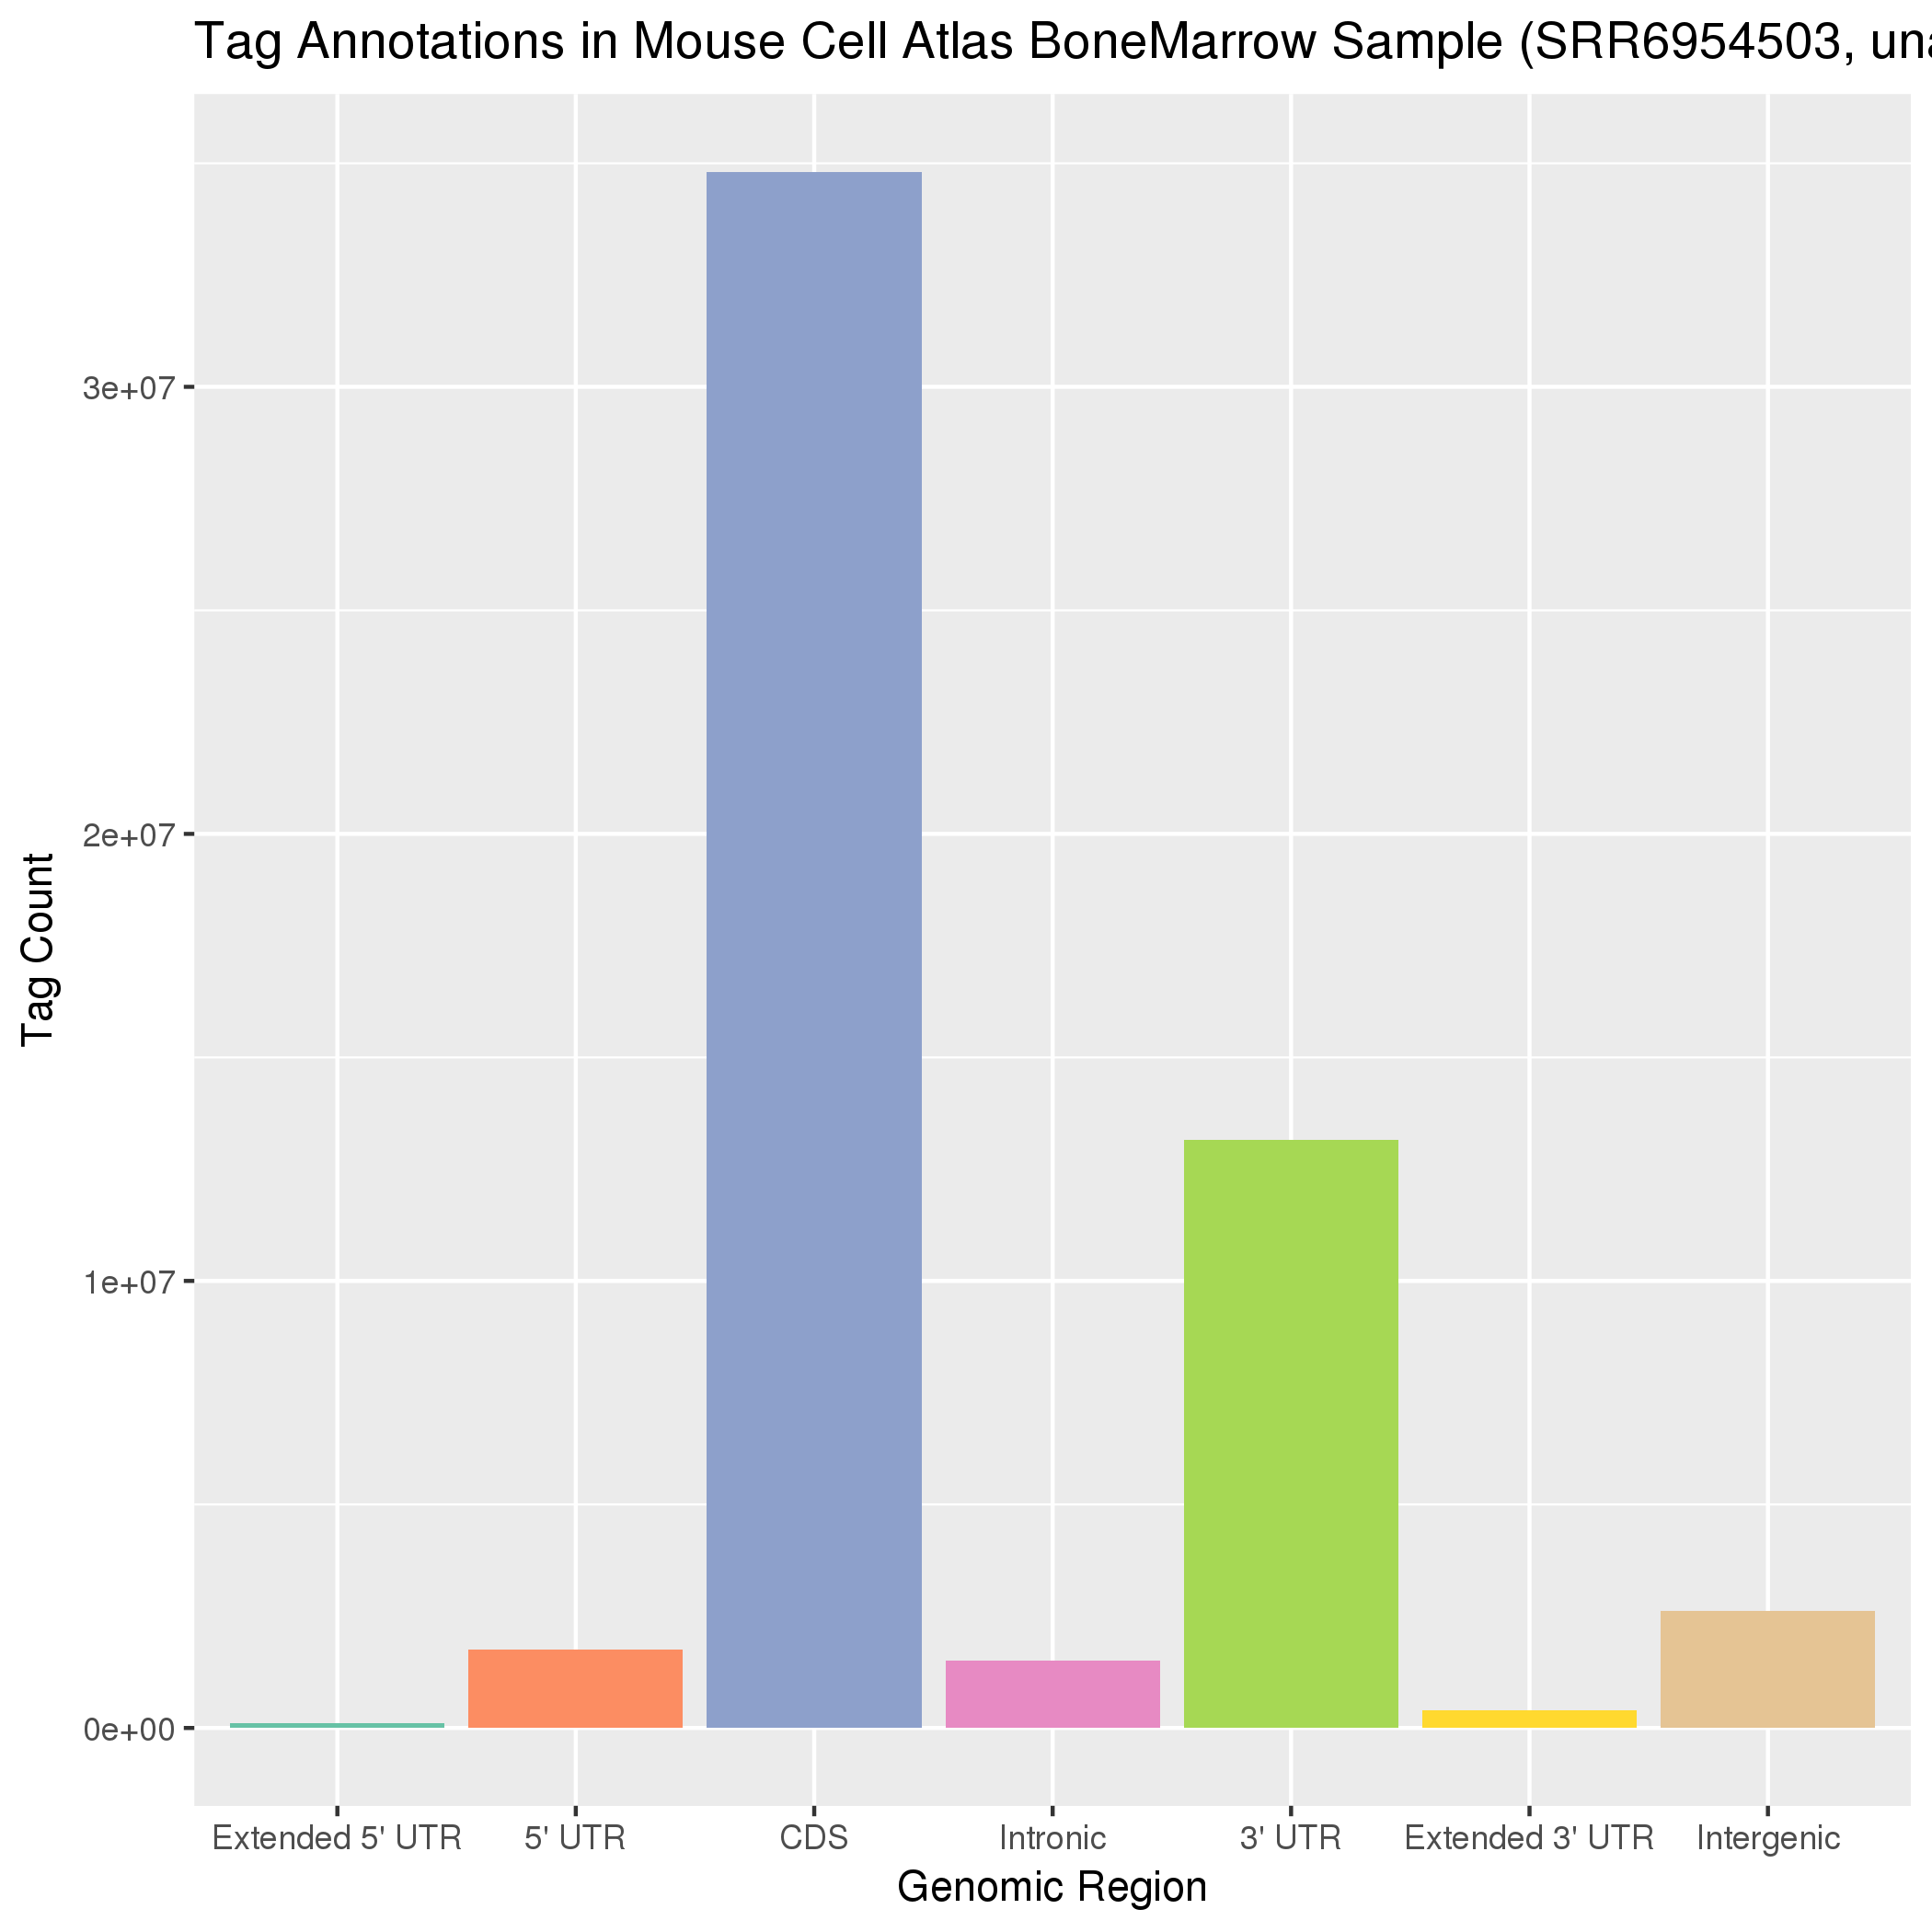 Tag Annotations in Mouse Cell Atlas BoneMarrow Sample (SRR6954503,
3e+07
2e+07
1e+07
0e+00
Tag Count
Extended 5' UTR 5' UTR CDS Intronic 3' UTR Extended 3' UTR Intergenic
Genomic Region